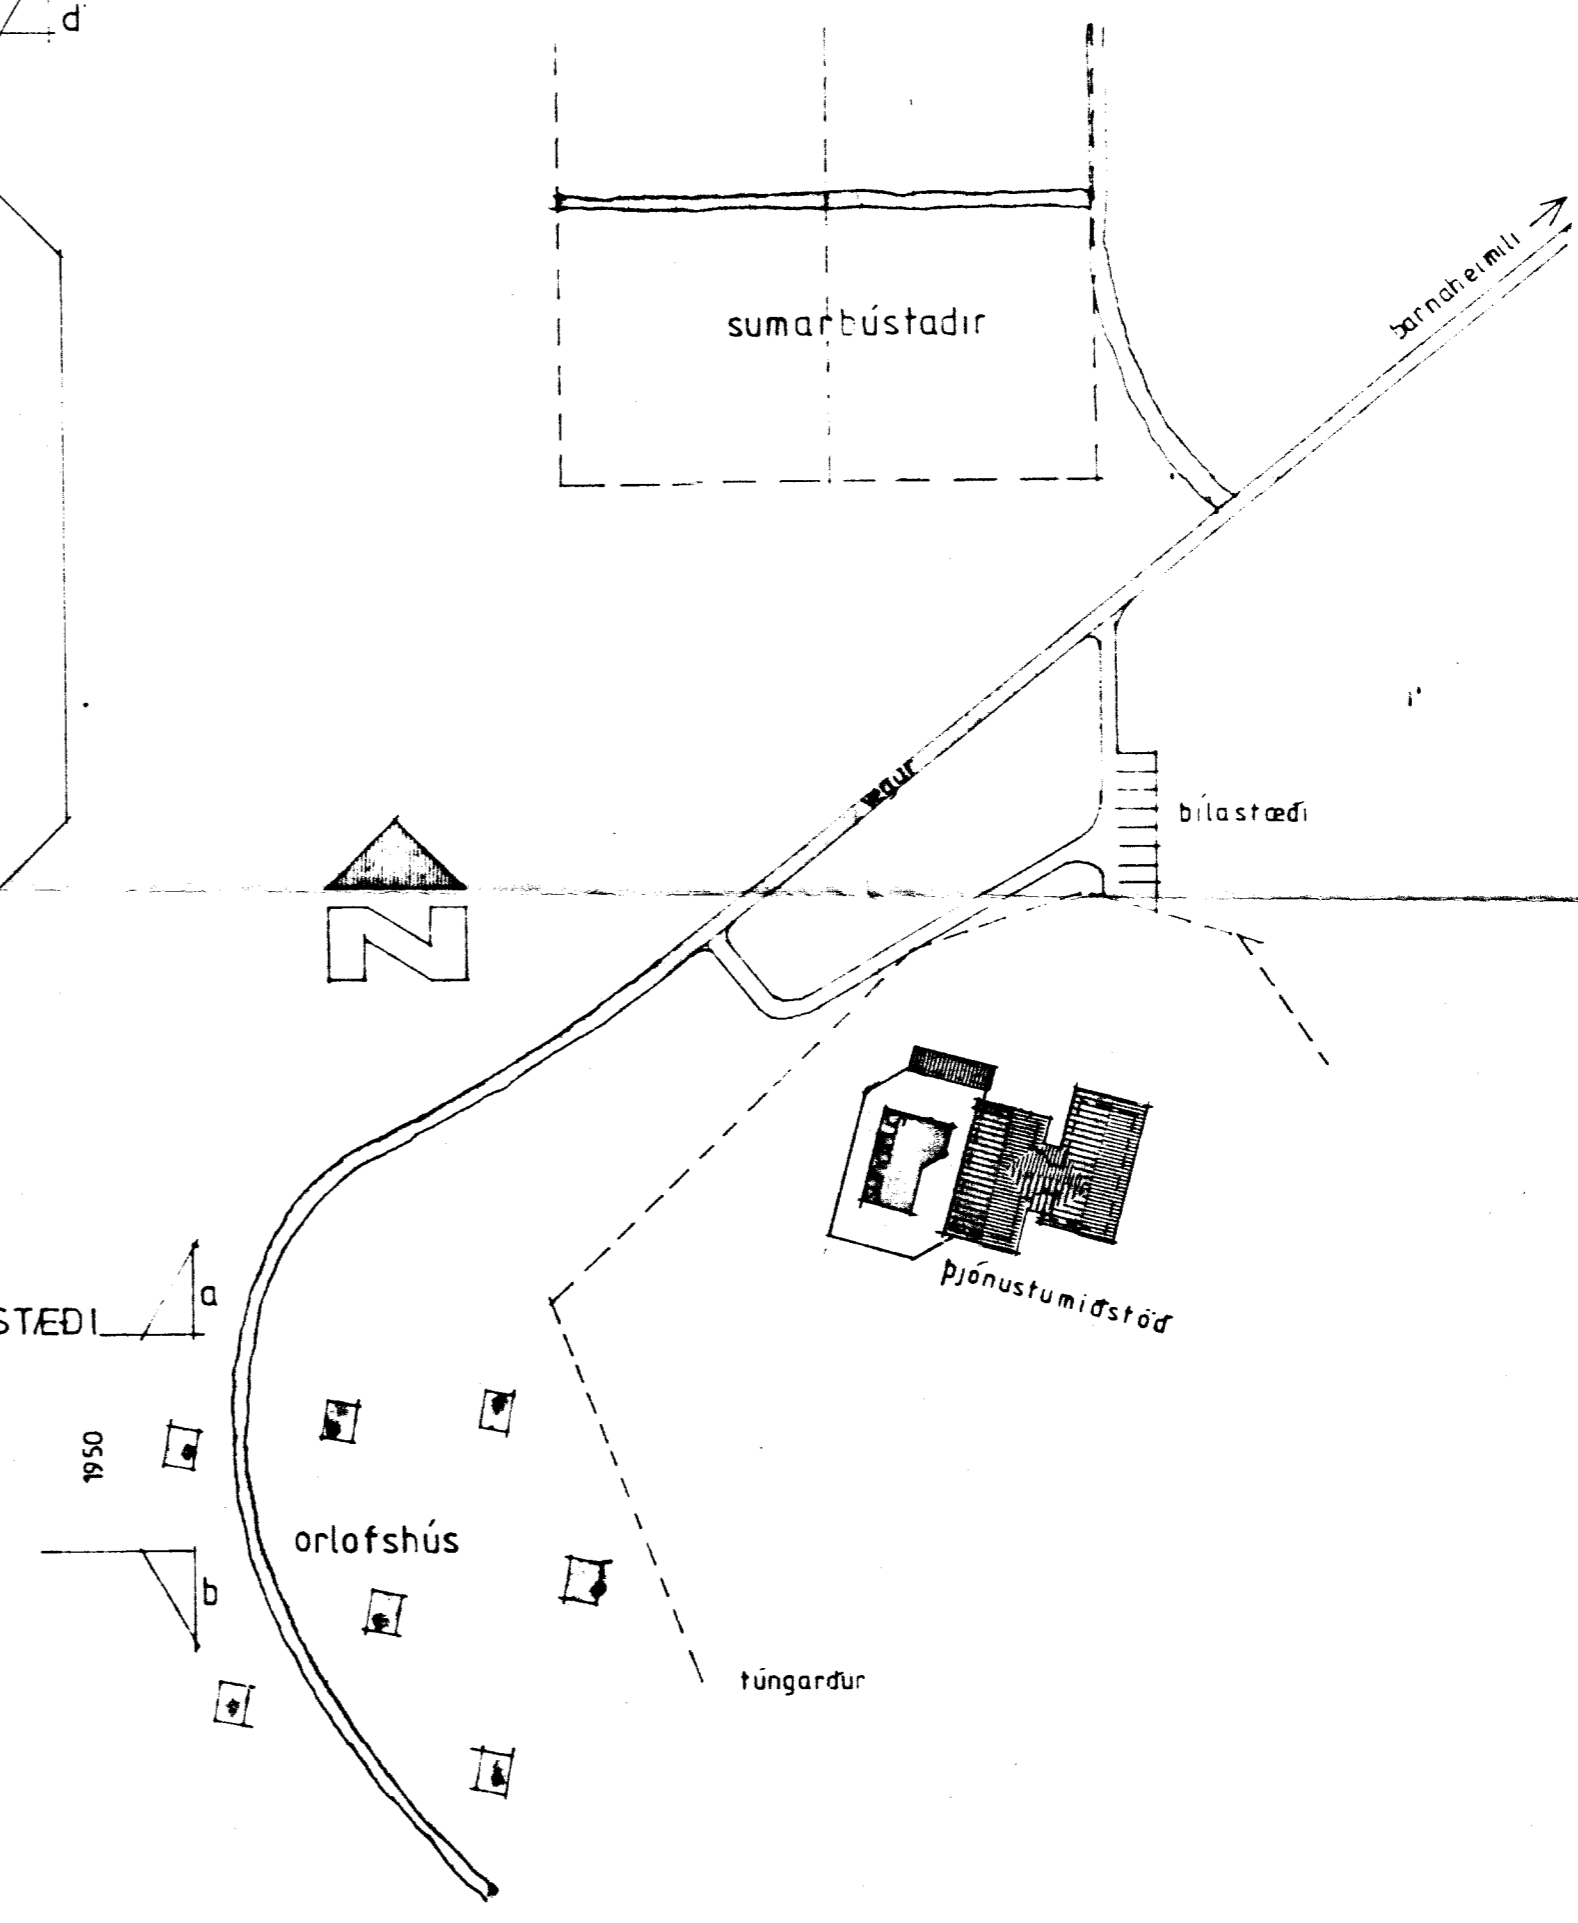 d
sumarbústadir
barnaheimili
vegur
bílastæði
N
þjónustumiðstöð
a
STÆÐI
1950
orlofshús
b
túngarður